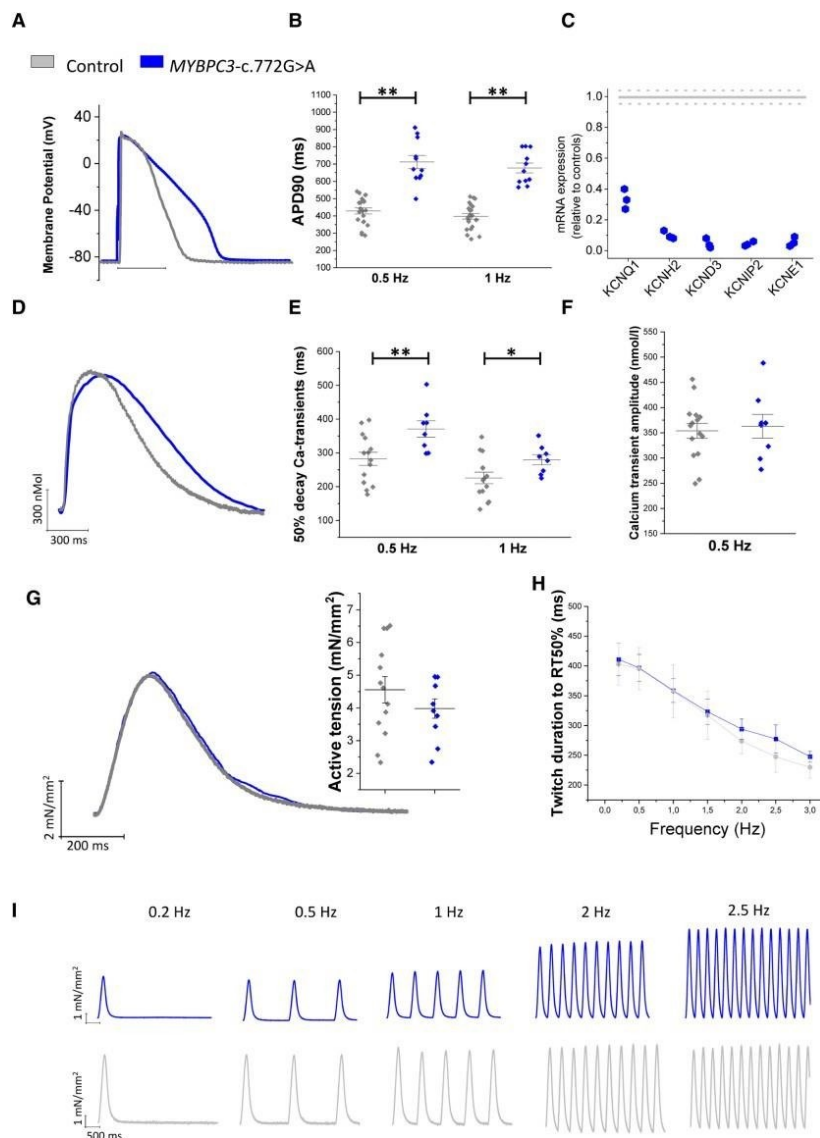 A
Control
MYBPC3-c.772G>A
Membrane Potential (mV)
40
0
-40
-80
B
APD90 (ms)
1100
1000
900
800
700
600
500
400
300
200
100
**
**
0.5 Hz
1 Hz
C
mRNA expression
(relative to controls)
1.0
0.8
0.6
0.4
0.2
0.0
KCNQ1
KCNH2
KCND3
KCNIP2
KCNE1
D
300 nMol
300 ms
E
50% decay Ca-transients (ms)
600
500
400
300
200
100
**
*
0.5 Hz
1 Hz
F
Calcium transient amplitude (nmol/l)
550
500
450
400
350
300
250
200
150
0.5 Hz
G
2 mN/mm²
200 ms
Active tension (mN/mm²)
7
6
5
4
3
2
H
Twitch duration to RT50% (ms)
500
450
400
350
300
250
200
0.0
0,5
1,0
1,5
2,0
2,5
3,0
Frequency (Hz)
I
0.2 Hz
0.5 Hz
1 Hz
2 Hz
2.5 Hz
1 mN/mm²
1 mN/mm²
500 ms